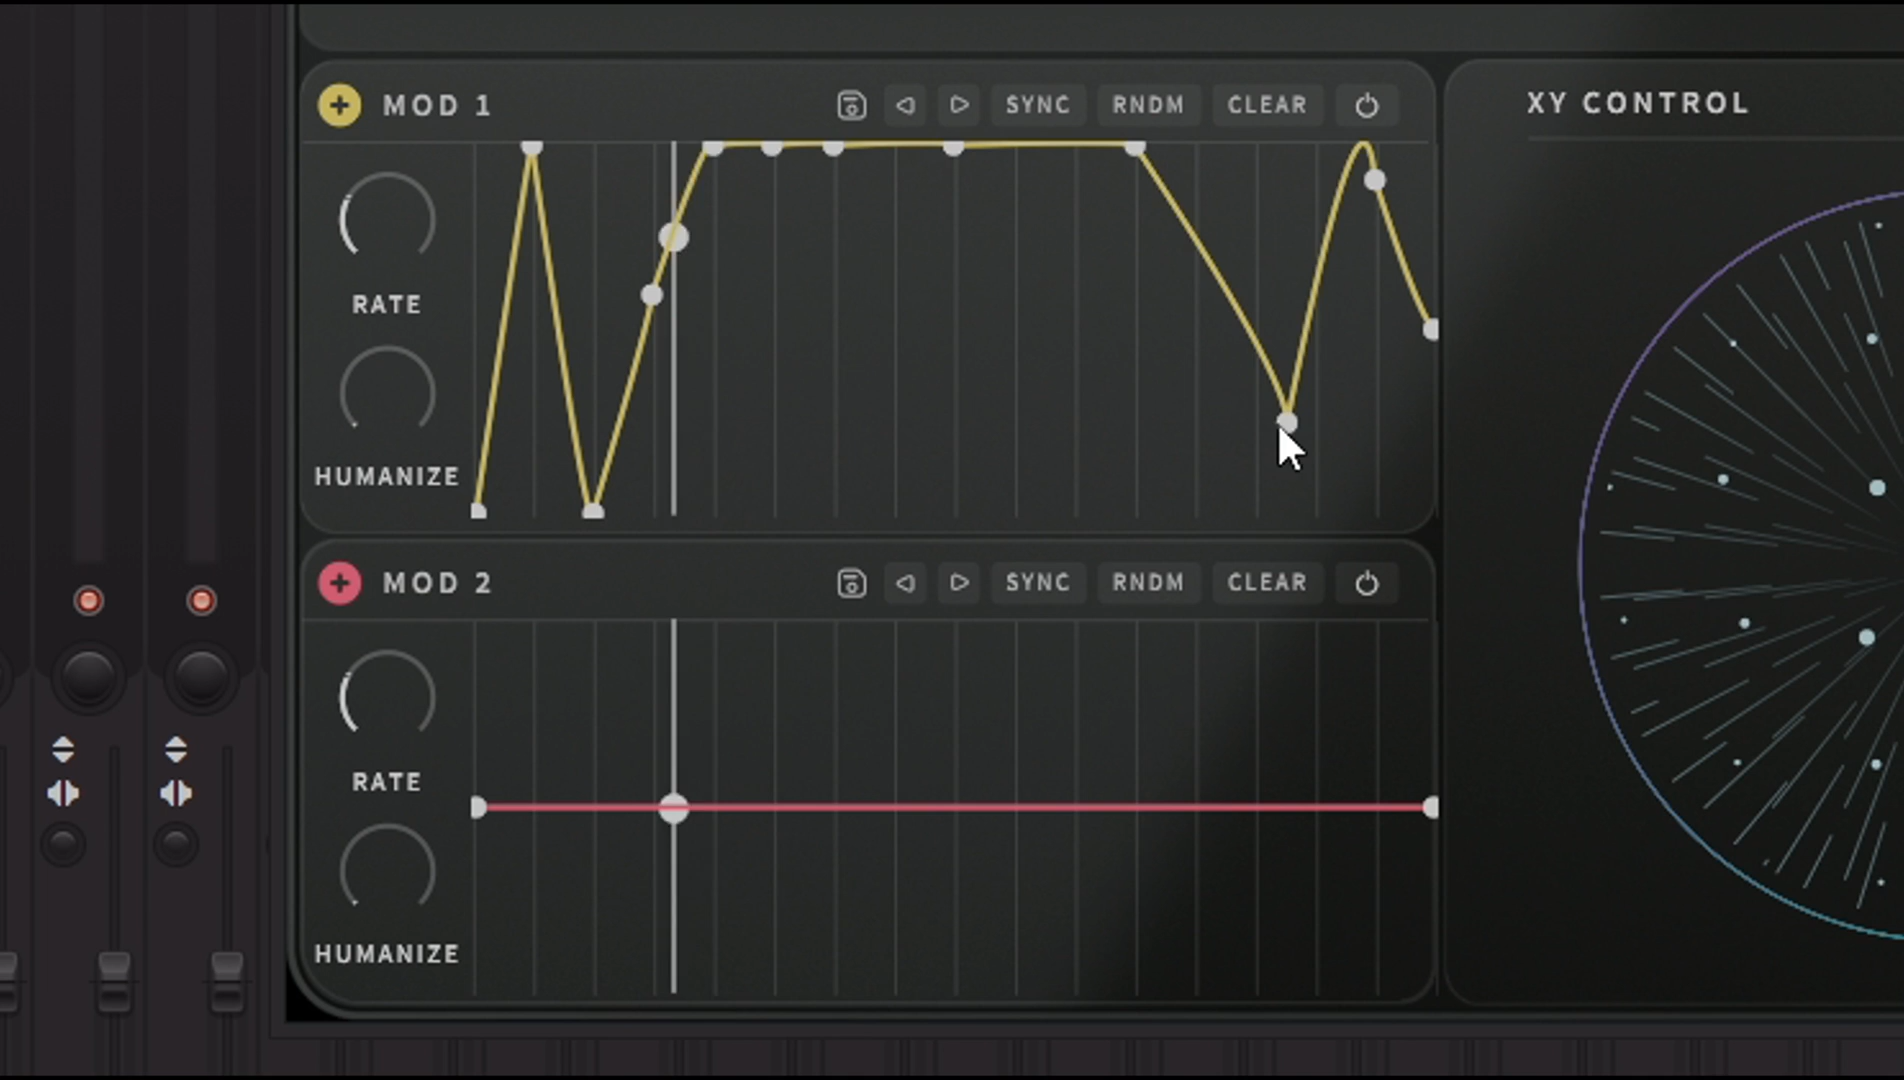 MOD 1
SYNC
RNDM
CLEAR
XY CONTROL
RATE
HUMANIZE
MOD 2
SYNC
RNDM
CLEAR
RATE
HUMANIZE